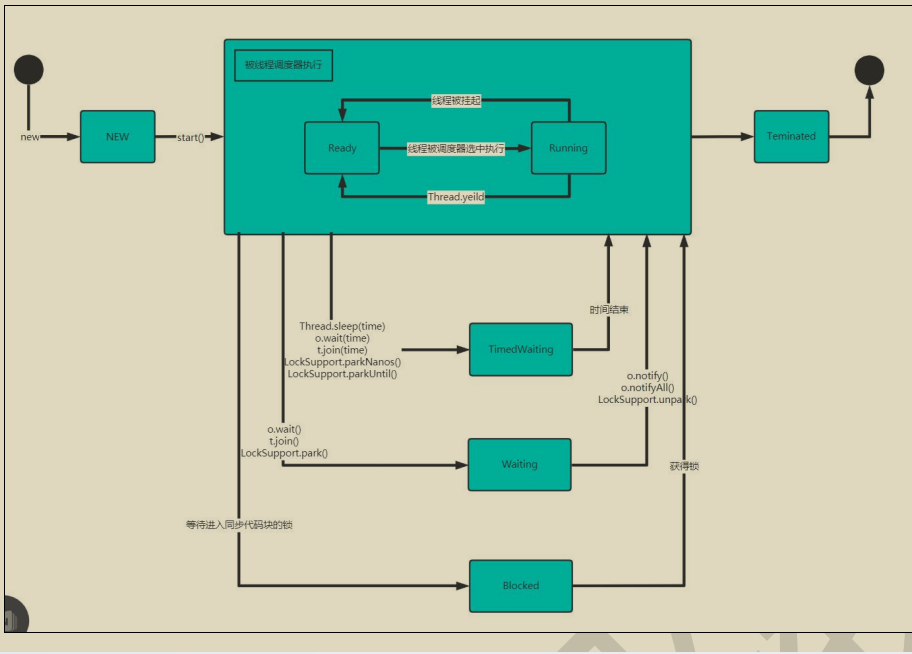 被线程调度器执行
线程被挂起
new
NEW
start()
Ready
线程被调度器选中执行
Running
Teminated
Thread.yeild
时间结束
Thread.sleep(time)
o.wait(time)
t.join(time)
LockSupport.parkNanos()
LockSupport.parkUntil()
TimedWaiting
o.notify()
o.notifyAll()
LockSupport.unpark()
o.wait()
t.join()
LockSupport.park()
Waiting
获得锁
等待进入同步代码块的锁
Blocked